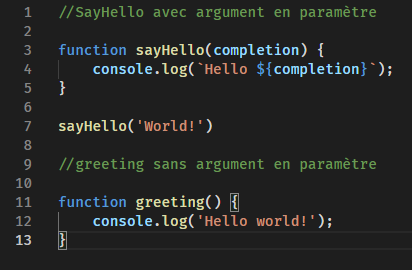 1 //SayHello avec argument en paramètre
2
3 function sayHello(completion) {
4     console.log(`Hello ${completion}`);
5 }
6
7 sayHello('World!')
8
9 //greeting sans argument en paramètre
10
11 function greeting() {
12     console.log('Hello world!');
13 }